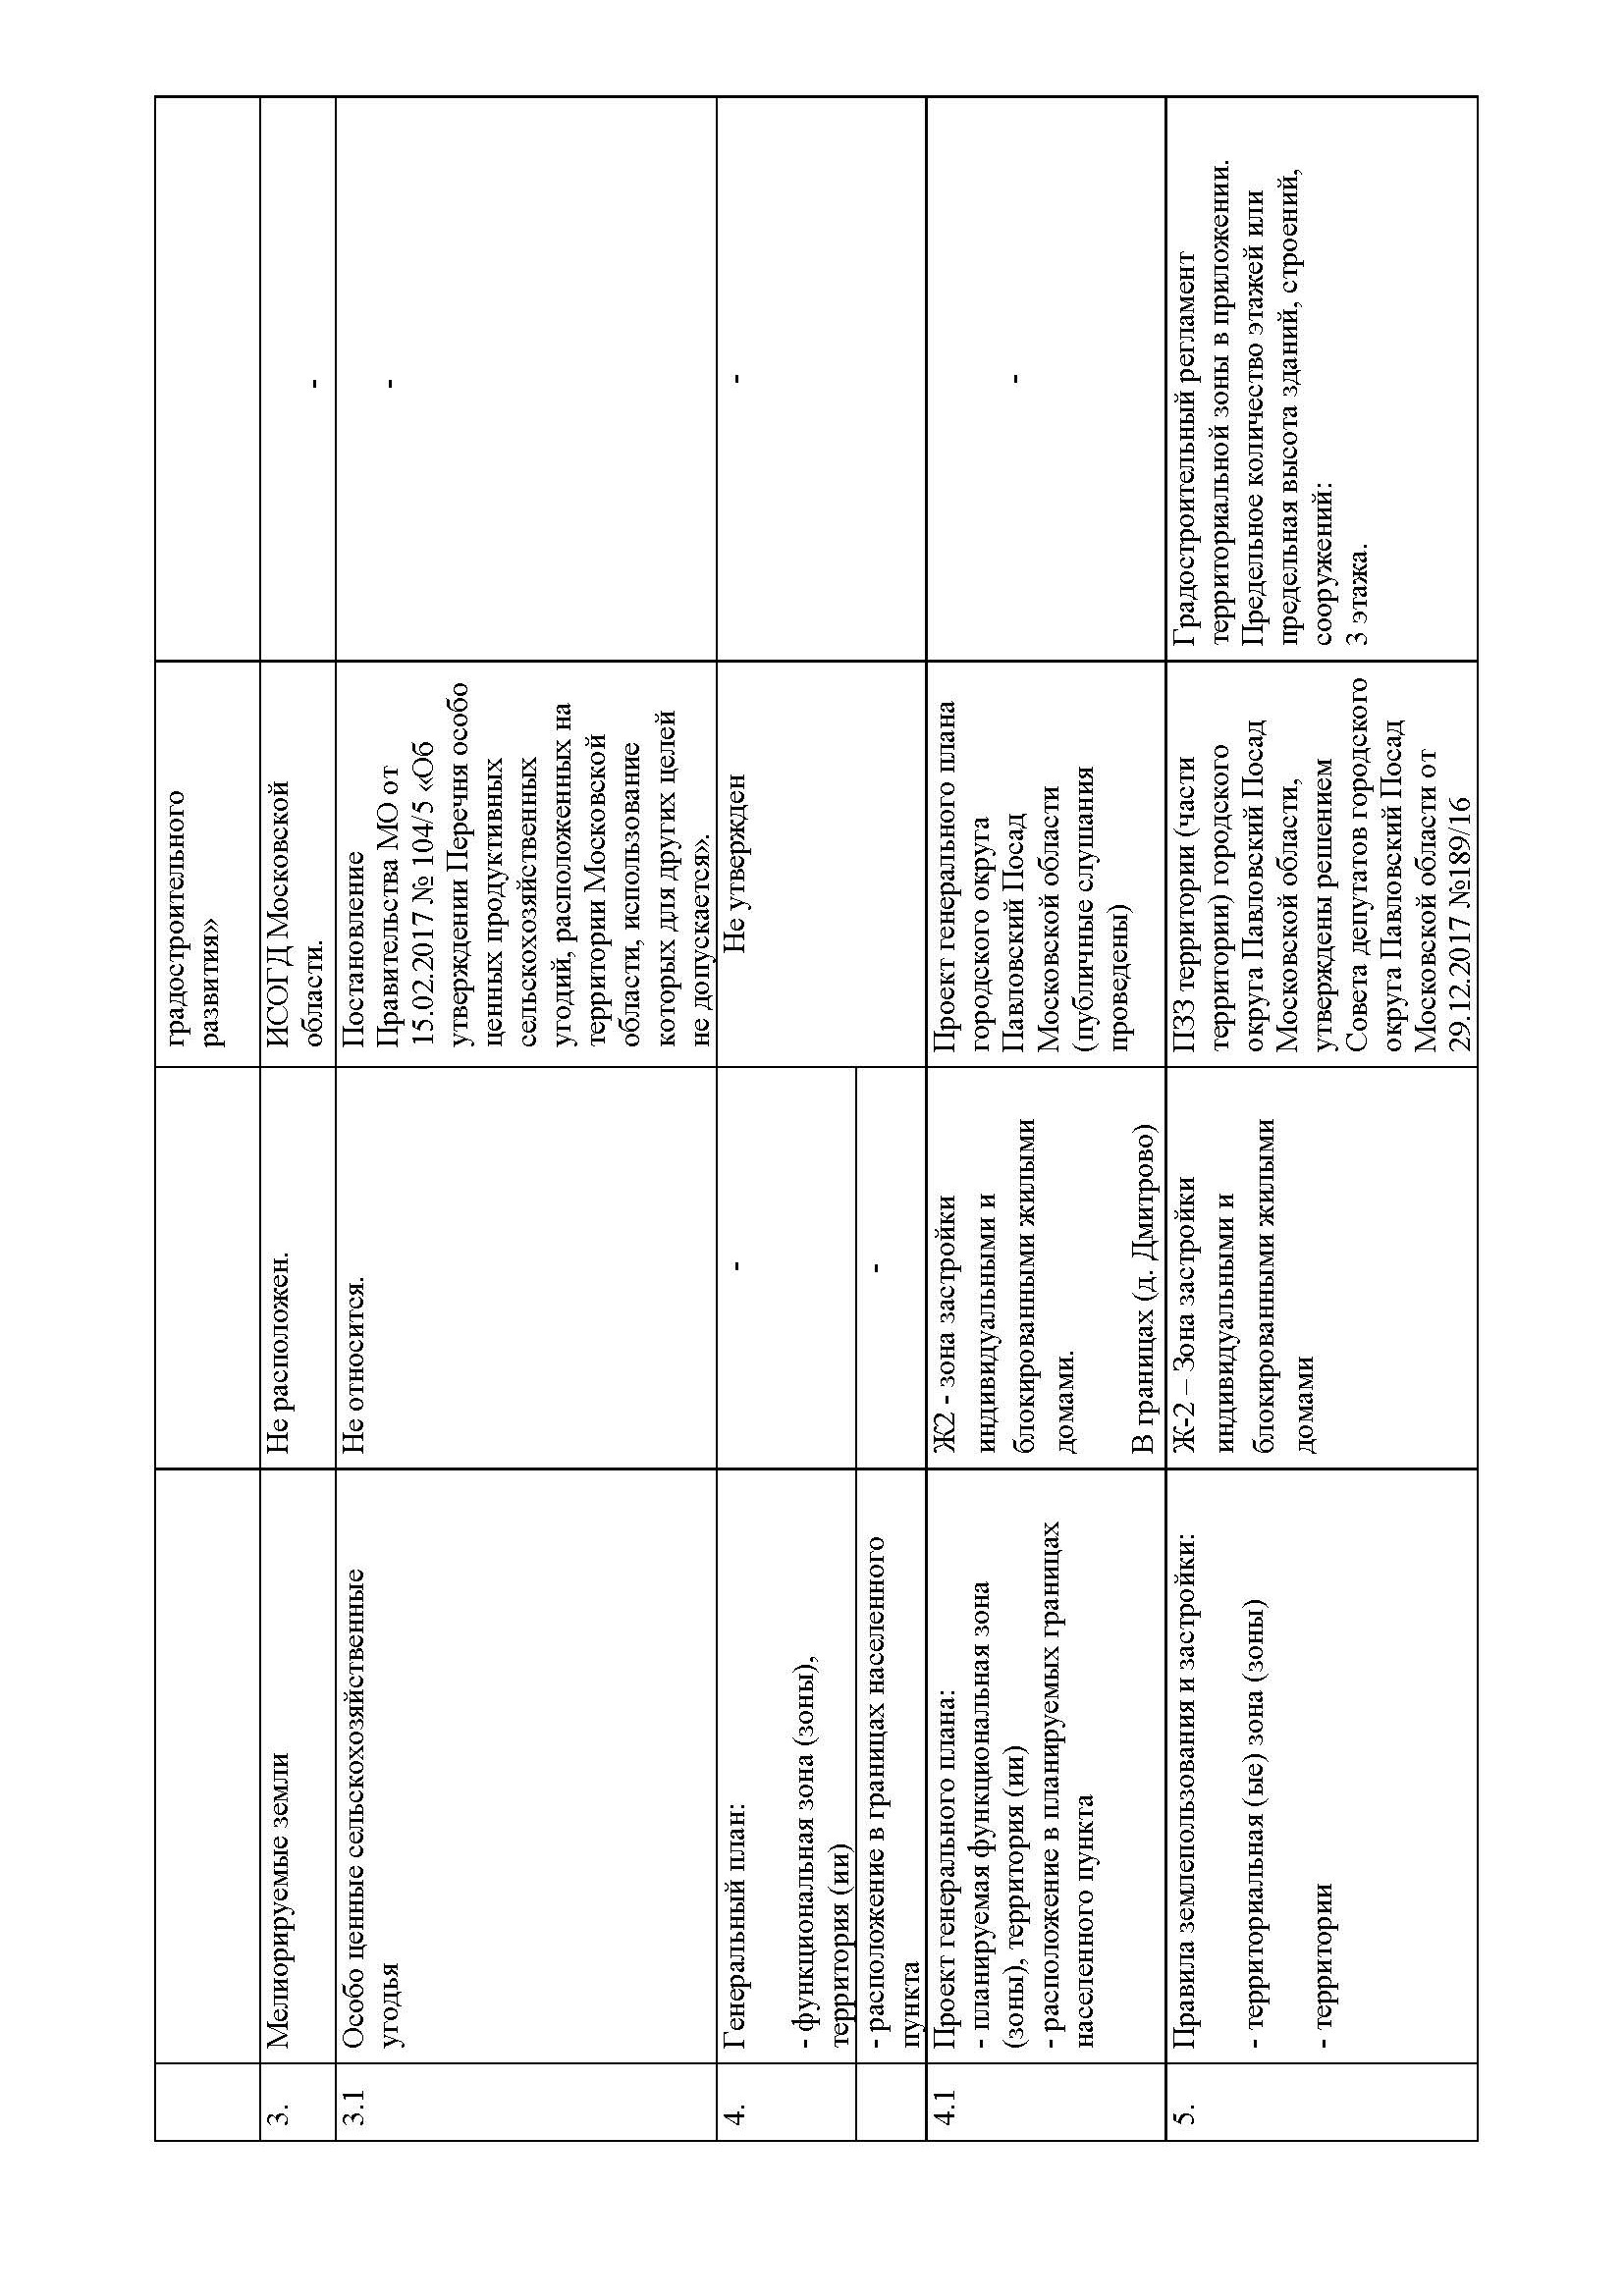 градостроительного
развития»
3.
Мелиорируемые земли
Не расположен.
ИСОГД Московской
области.
-
3.1
Особо ценные сельскохозяйственные
угодья
Не относится.
Постановление
Правительства МО от
15.02.2017 № 104/5 «Об
утверждении Перечня особо
ценных продуктивных
сельскохозяйственных
угодий, расположенных на
территории Московской
области, использование
которых для других целей
не допускается».
-
4.
Генеральный план:
- функциональная зона (зоны),
территория (ии)
-
Не утвержден
-
- расположение в границах населенного
пункта
-
4.1
Проект генерального плана:
- планируемая функциональная зона
(зоны), территория (ии)
- расположение в планируемых границах
населенного пункта
Ж2 - зона застройки
индивидуальными и
блокированными жилыми
домами.
В границах (д. Дмитрово)
Проект генерального плана
городского округа
Павловский Посад
Московской области
(публичные слушания
проведены)
-
5.
Правила землепользования и застройки:
- территориальная (ые) зона (зоны)
- территории
Ж-2 – Зона застройки
индивидуальными и
блокированными жилыми
домами
ПЗЗ территории (части
территории) городского
округа Павловский Посад
Московской области,
утверждены решением
Совета депутатов городского
округа Павловский Посад
Московской области от
29.12.2017 №189/16
Градостроительный регламент
территориальной зоны в приложении.
Предельное количество этажей или
предельная высота зданий, строений,
сооружений:
3 этажа.